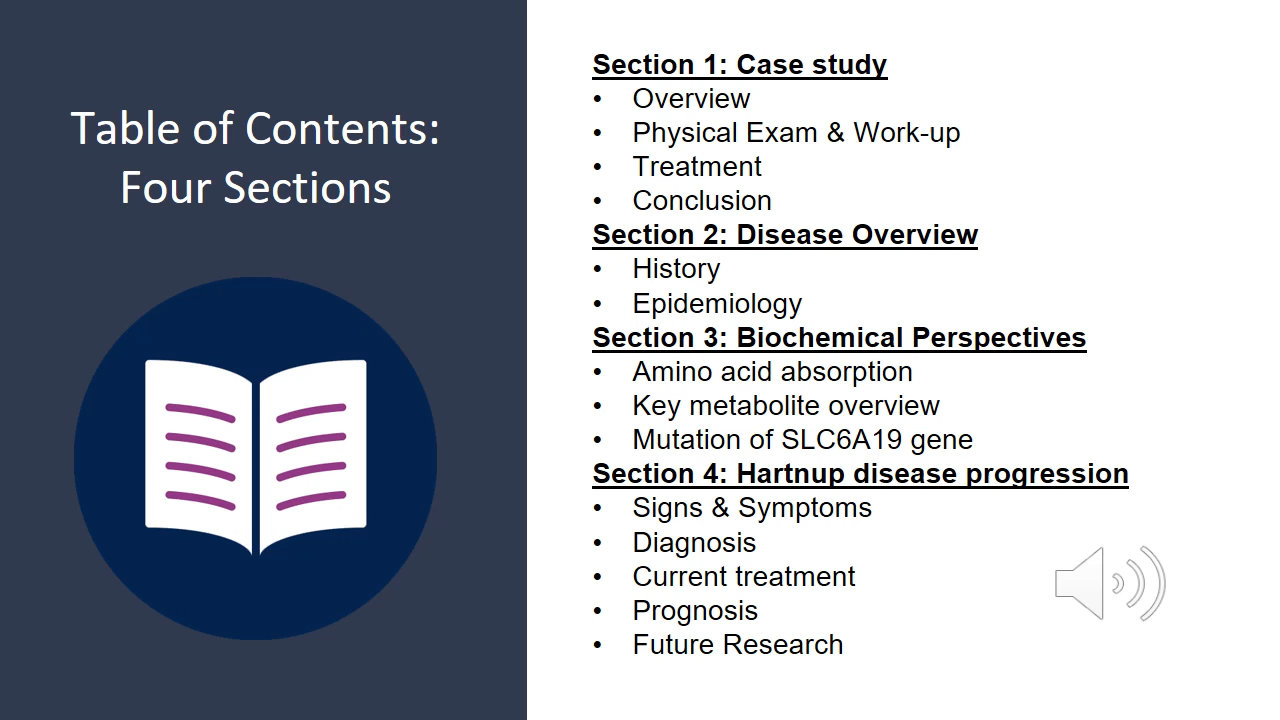 Table of Contents:
Four Sections
Section 1: Case study
• Overview
• Physical Exam & Work-up
• Treatment
• Conclusion
Section 2: Disease Overview
• History
• Epidemiology
Section 3: Biochemical Perspectives
• Amino acid absorption
• Key metabolite overview
• Mutation of SLC6A19 gene
Section 4: Hartnup disease progression
• Signs & Symptoms
• Diagnosis
• Current treatment
• Prognosis
• Future Research